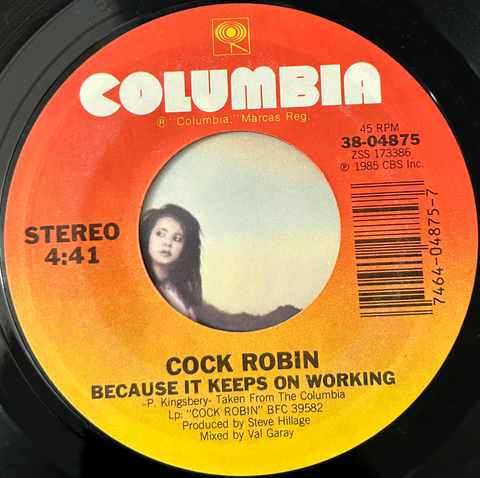 COLUMBIA
® "Columbia," Marcas Reg.
45 RPM
38-04875
ZSS 173386
℗ 1985 CBS Inc.
STEREO
4:41
7464-04875-7
COCK ROBIN
BECAUSE IT KEEPS ON WORKING
-P. Kingsbery- Taken From The Columbia
Lp: "COCK ROBIN" BFC 39582
Produced by Steve Hillage
Mixed by Val Garay